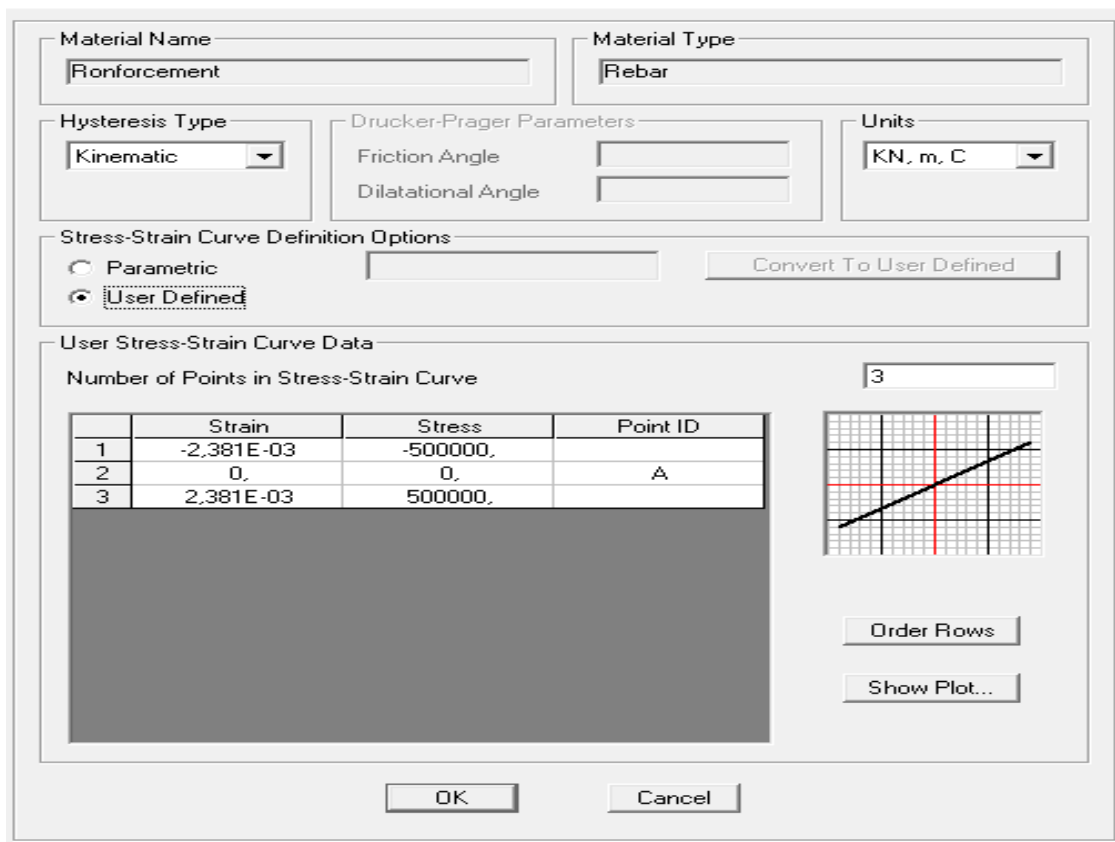 Material Name
Ronforcement
Material Type
Rebar
Hysteresis Type
Kinematic
Drucker-Prager Parameters
Friction Angle
Dilatational Angle
Units
KN, m, C
Stress-Strain Curve Definition Options
Parametric
Convert To User Defined
User Defined
User Stress-Strain Curve Data
Number of Points in Stress-Strain Curve
3
Strain Stress Point ID
1 -2,381E-03 -500000,
2 0, 0, A
3 2,381E-03 500000,
Order Rows
Show Plot...
OK
Cancel